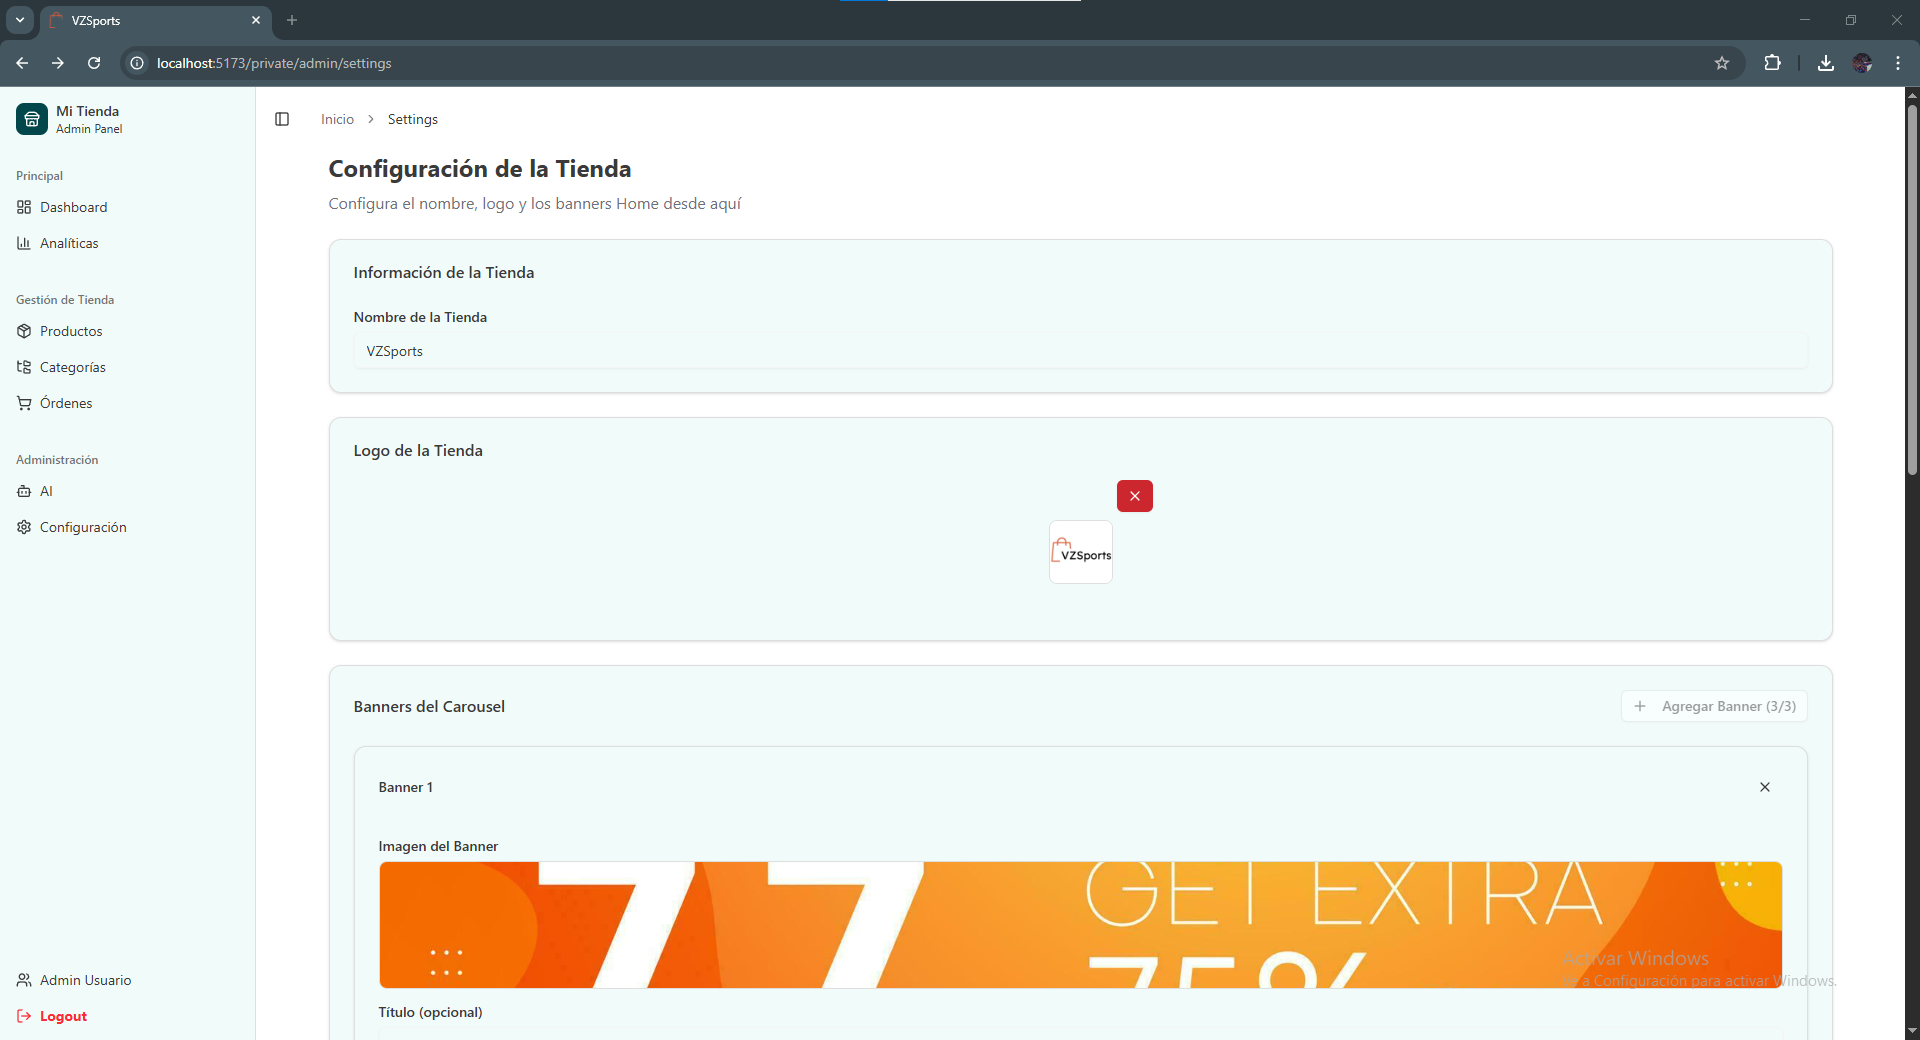 VZSports
localhost:5173/private/admin/settings
Mi Tienda
Admin Panel
Principal
Dashboard
Analíticas
Gestión de Tienda
Productos
Categorías
Órdenes
Administración
AI
Configuración
Admin Usuario
Logout
Inicio > Settings
Configuración de la Tienda
Configura el nombre, logo y los banners Home desde aquí
Información de la Tienda
Nombre de la Tienda
VZSports
Logo de la Tienda
VZSports
Banners del Carousel
Agregar Banner (3/3)
Banner 1
Imagen del Banner
7 7
GET EXTRA
75%
Activar Windows
a Configuración para activar Windows.
Título (opcional)